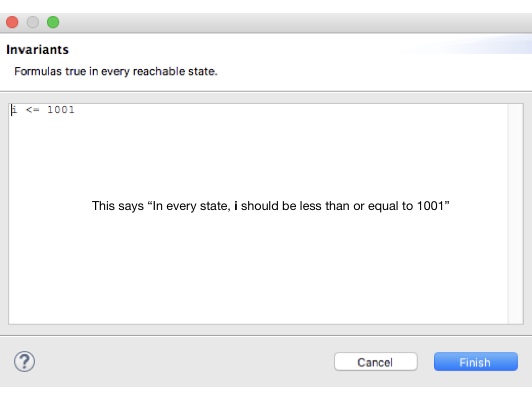 Invariants
Formulas true in every reachable state.
i <= 1001
This says “In every state, i should be less than or equal to 1001”
?
Cancel
Finish